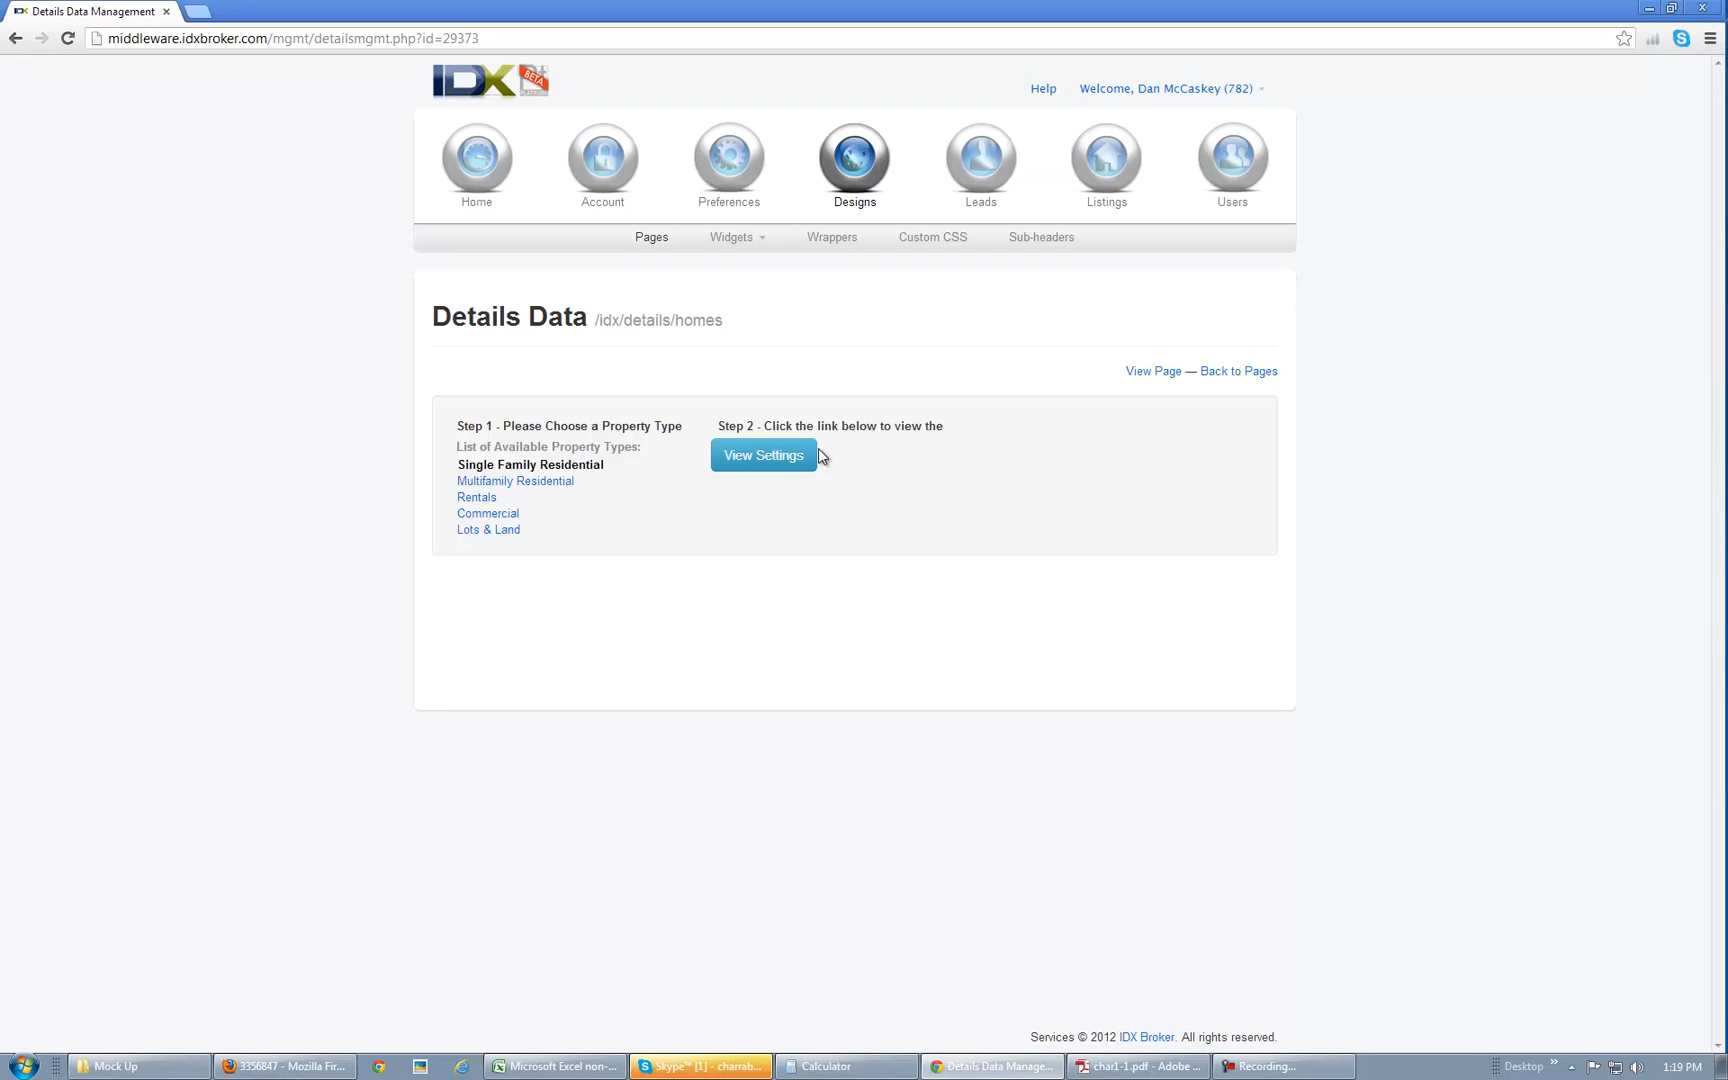 Details Data Management
middleware.idxbroker.com/mgmt/detailsmgmt.php?id=29373
IDX BETA PLATINUM
Help Welcome, Dan McCaskey (782)
Home Account Preferences Designs Leads Listings Users
Pages Widgets Wrappers Custom CSS Sub-headers
Details Data /idx/details/homes
View Page — Back to Pages
Step 1 - Please Choose a Property Type
List of Available Property Types:
Single Family Residential
Multifamily Residential
Rentals
Commercial
Lots & Land
Step 2 - Click the link below to view the
View Settings
Services © 2012 IDX Broker. All rights reserved.
Mock Up 3356847 - Mozilla Fir... Microsoft Excel non-... Skype™ [1] - charrab... Calculator Details Data Manage... char1-1.pdf - Adobe ... Recording... Desktop 1:19 PM